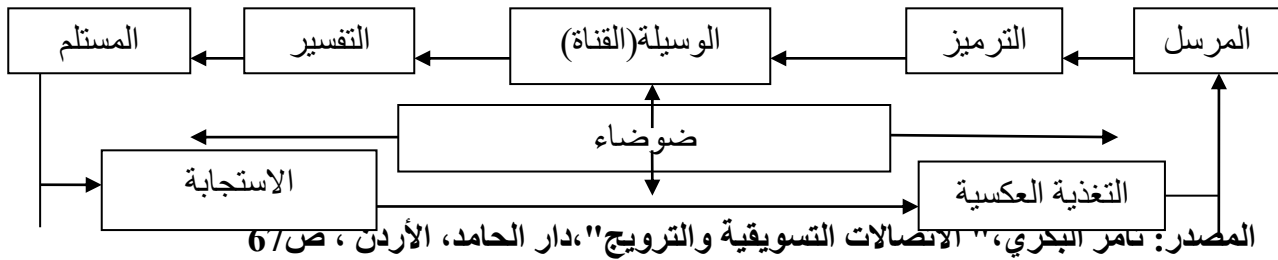 المرسل
الترميز
الوسيلة(القناة)
التفسير
المستلم
ضوضاء
الاستجابة
التغذية العكسية
المصدر: ثامر البكري،" الاتصالات التسويقية والترويج"،دار الحامد، الأردن ، ص67